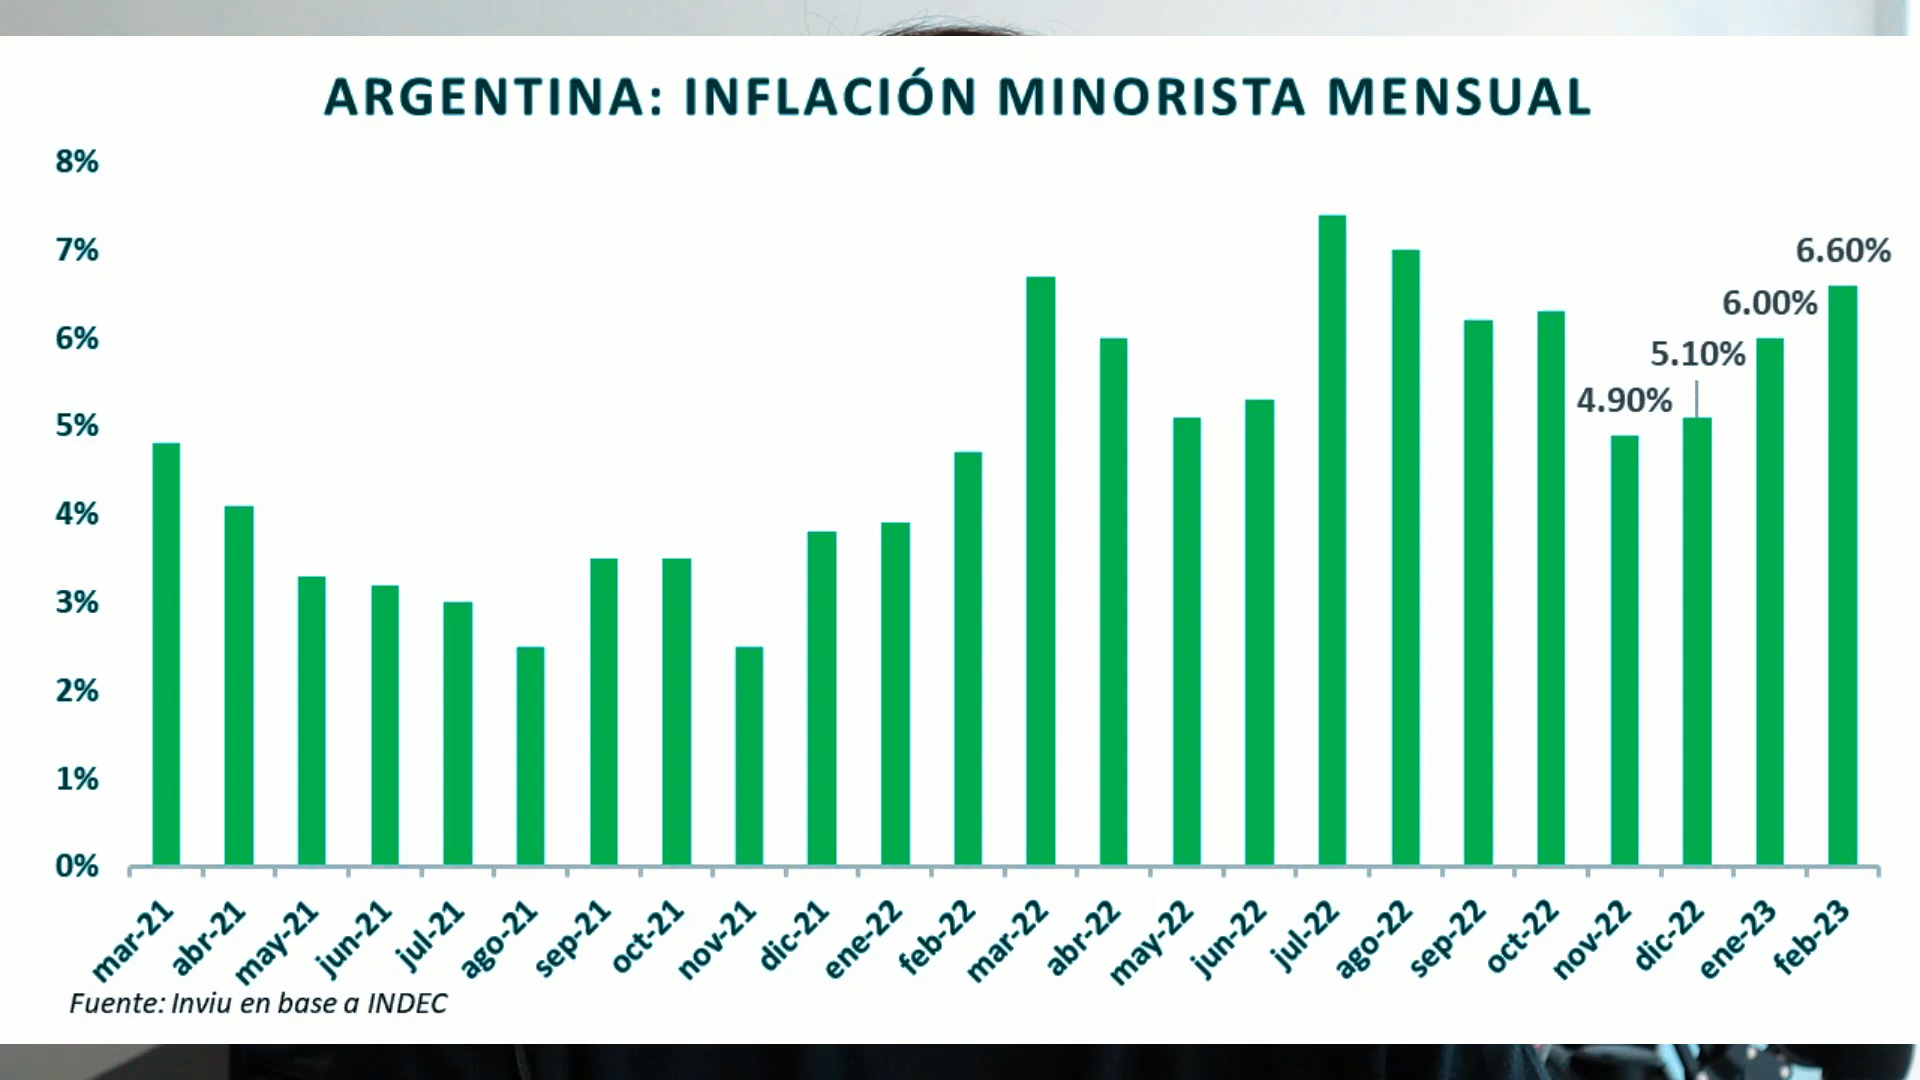 ARGENTINA: INFLACIÓN MINORISTA MENSUAL
8%
7%
6%
5%
4%
3%
2%
1%
0%
4.90%
5.10%
6.00%
6.60%
mar-21
abr-21
may-21
jun-21
jul-21
ago-21
sep-21
oct-21
nov-21
dic-21
ene-22
feb-22
mar-22
abr-22
may-22
jun-22
jul-22
ago-22
sep-22
oct-22
nov-22
dic-22
ene-23
feb-23
Fuente: Inviu en base a INDEC